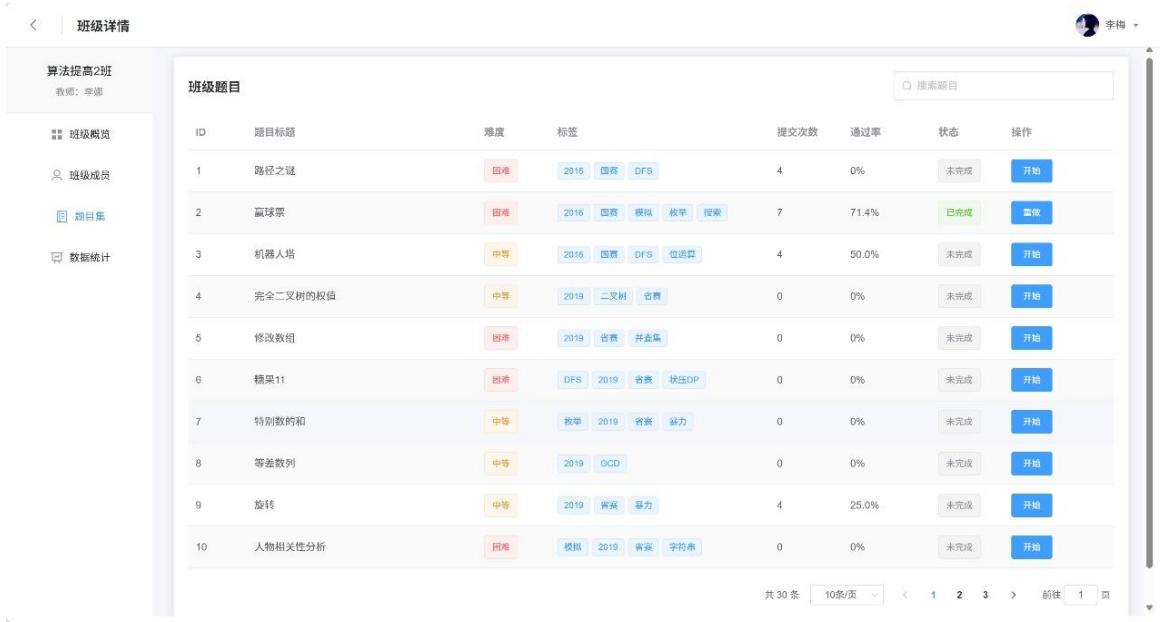 班级详情
李梅
算法提高2班
教师：李娜
班级概览
班级成员
题目集
数据统计
班级题目
搜索题目
ID 题目标题 难度 标签 提交次数 通过率 状态 操作
1 路径之谜 困难 2016 国赛 DFS 4 0% 未完成 开始
2 赢球票 困难 2016 国赛 模拟 枚举 搜索 7 71.4% 已完成 重做
3 机器人塔 中等 2016 国赛 DFS 位运算 4 50.0% 未完成 开始
4 完全二叉树的权值 中等 2019 二叉树 省赛 0 0% 未完成 开始
5 修改数组 困难 2019 省赛 并查集 0 0% 未完成 开始
6 糖果11 困难 DFS 2019 省赛 状压DP 0 0% 未完成 开始
7 特别数的和 中等 枚举 2019 省赛 暴力 0 0% 未完成 开始
8 等差数列 中等 2019 GCD 0 0% 未完成 开始
9 旋转 中等 2019 省赛 暴力 4 25.0% 未完成 开始
10 人物相关性分析 困难 模拟 2019 省赛 字符串 0 0% 未完成 开始
共 30 条 10条/页 1 2 3 前往 1 页